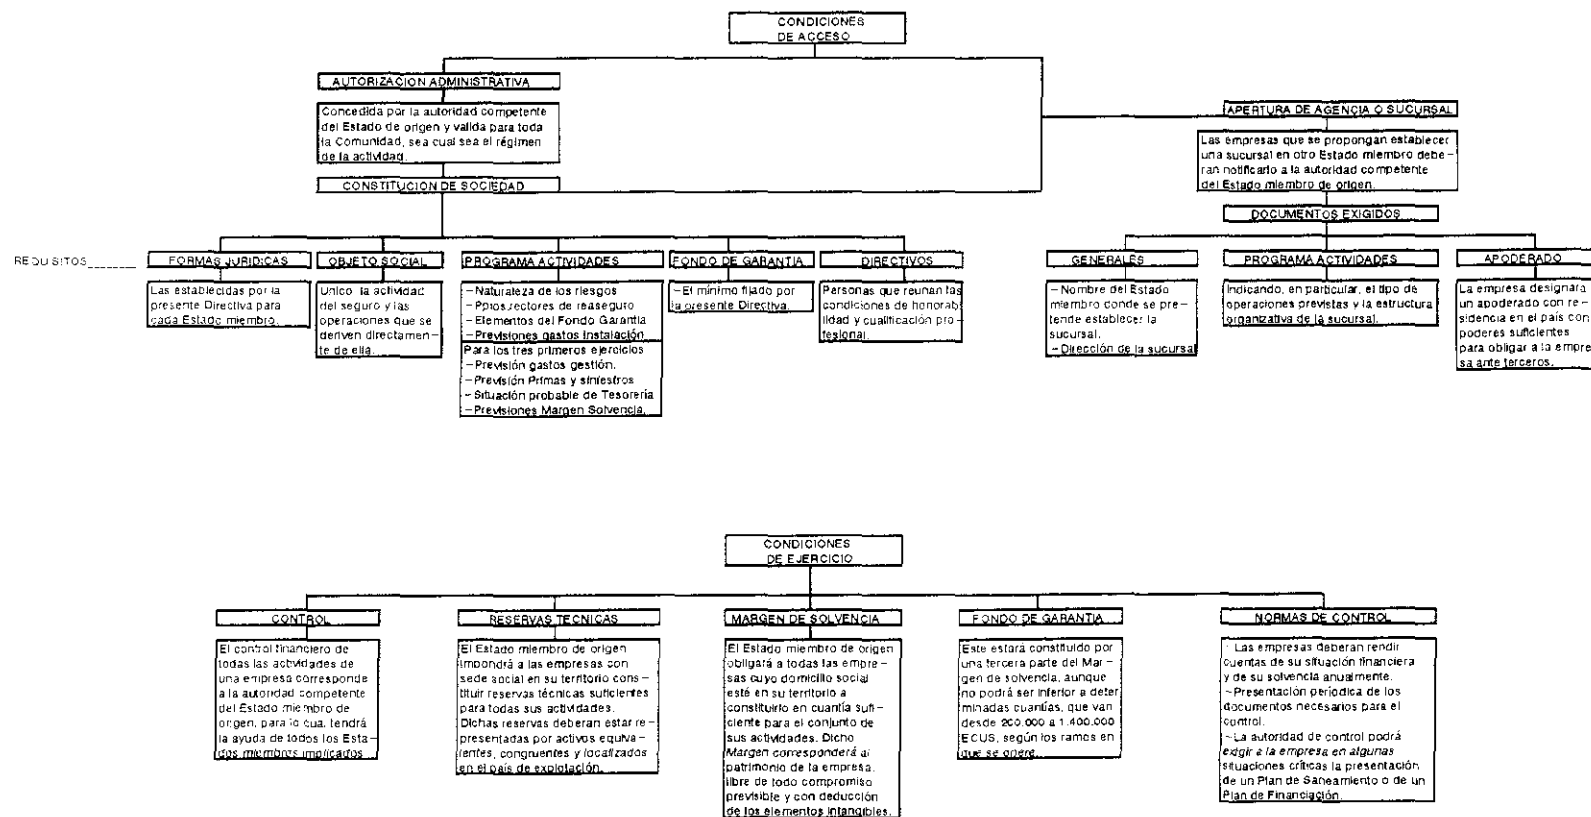 CONDICIONES
DE ACCESO
AUTORIZACION ADMINISTRATIVA
Concedida por la autoridad competente
del Estado de origen y valida para toda
la Comunidad, sea cual sea el régimen
de la actividad.
CONSTITUCION DE SOCIEDAD
APERTURA DE AGENCIA O SUCURSAL
Las empresas que se propongan establecer
una sucursal en otro Estado miembro debe-
ran notificarlo a la autoridad competente
del Estado miembro de origen.
DOCUMENTOS EXIGIDOS
REQUISITOS
FORMAS JURIDICAS
Las establecidas por la
presente Directiva para
cada Estado miembro.
OBJETO SOCIAL
Unico la actividad
del seguro y las
operaciones que se
deriven directamen-
te de ella.
PROGRAMA ACTIVIDADES
-Naturaleza de los riesgos
-Ppios.rectores de reaseguro
-Elementos del Fondo Garantia
-Previsiones gastos instalación
Para los tres primeros ejercicios
-Previsión gastos gestión.
-Previsión Primas y siniestros
-Situación probable de Tesorería
-Previsiones Margen Solvencia.
FONDO DE GARANTIA
-El mínimo fijado por
la presente Directiva.
DIRECTIVOS
Personas que reunan las
condiciones de honorabi
lidad y cualificación pro-
fesional.
GENERALES
-Nombre del Estado
miembro donde se pre-
tende establecer la
sucursal.
-Dirección de la sucursal
PROGRAMA ACTIVIDADES
Indicando, en particular, el tipo de
operaciones previstas y la estructura
organizativa de la sucursal.
APODERADO
La empresa designará
un apoderado con re-
sidencia en el país con
poderes suficientes
para obligar a la empre
sa ante terceros.
CONDICIONES
DE EJERCICIO
CONTROL
El control financiero de
todas las actividades de
una empresa corresponde
a la autoridad competente
del Estado miembro de
origen, para lo cual tendrá
la ayuda de todos los Esta-
dos miembros implicados
RESERVAS TECNICAS
El Estado miembro de origen
impondrá a las empresas con
sede social en su territorio cons-
tituir reservas técnicas suficientes
para todas sus actividades.
Dichas reservas deberan estar re-
presentadas por activos equiva-
lentes, congruentes y localizados
en el país de explotación.
MARGEN DE SOLVENCIA
El Estado miembro de origen
obligará a todas las empre-
sas cuyo domicilio social
esté en su territorio a
constituirlo en cuantía sufi-
ciente para el conjunto de
sus actividades. Dicho
Margen corresponderá al
patrimonio de la empresa,
libre de todo compromiso
previsible y con deducción
de los elementos intangibles.
FONDO DE GARANTIA
Este estará constituido por
una tercera parte del Mar-
gen de solvencia, aunque
no podrá ser inferior a deter
minadas cuantías, que van
desde 200.000 a 1.400.000
ECUS, según los ramos en
que se opere.
NORMAS DE CONTROL
- Las empresas deberan rendir
cuentas de su situación financiera
y de su solvencia anualmente.
-Presentación periódica de los
documentos necesarios para el
control.
-La autoridad de control podrá
exigir a la empresa en algunas
situaciones críticas la presentación
de un Plan de Saneamiento o de un
Plan de Financiación.